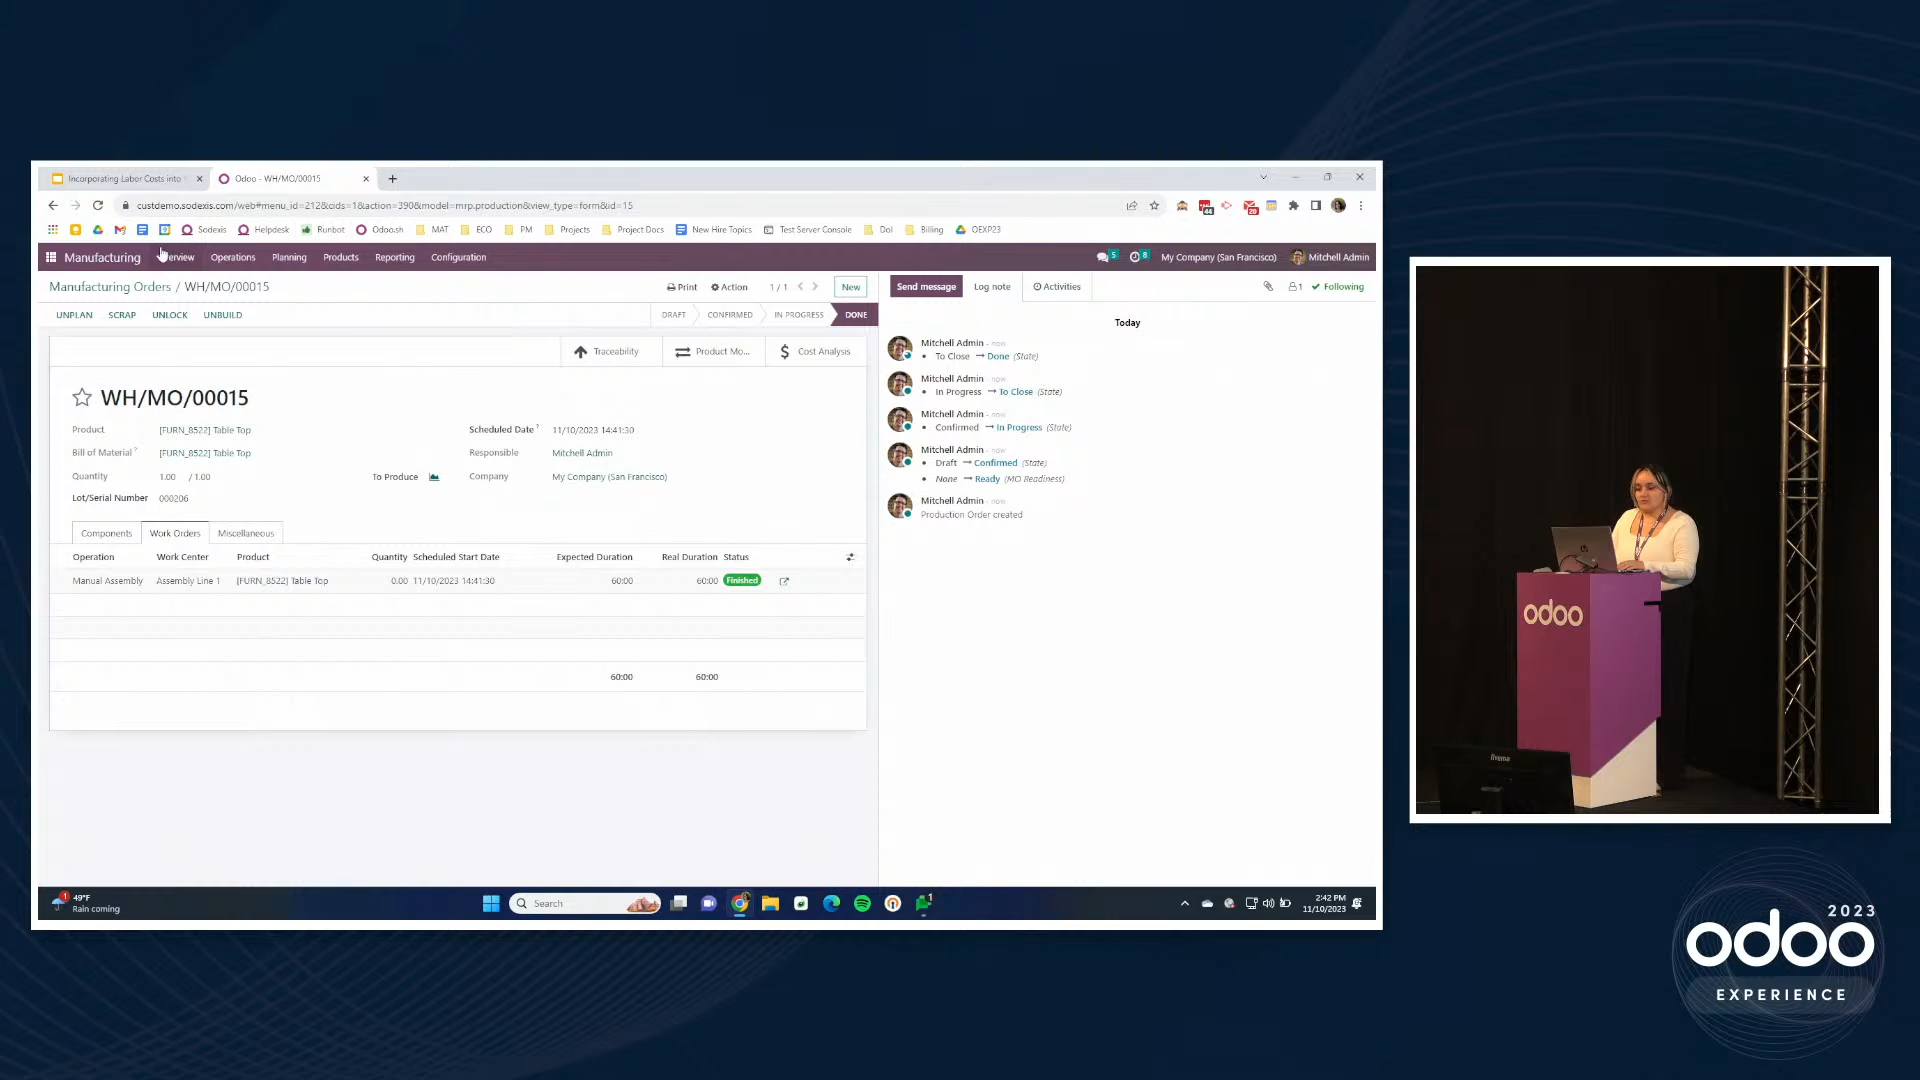 Incorporating Labor Costs into
Odoo - WH/MO/00015
custdemo.sodexis.com/web#menu_id=212&cids=1&action=390&model=mrp.production&view_type=form&id=15
Sodexis Helpdesk Runbot Odoo.sh MAT ECO PM Projects Project Docs New Hire Topics Test Server Console DoI Billing OEXP23
Manufacturing Overview Operations Planning Products Reporting Configuration
5 8 My Company (San Francisco) Mitchell Admin
Manufacturing Orders / WH/MO/00015
Print Action 1 / 1 New
UNPLAN SCRAP UNLOCK UNBUILD
DRAFT CONFIRMED IN PROGRESS DONE
Traceability Product Mo... Cost Analysis
WH/MO/00015
Product [FURN_8522] Table Top
Scheduled Date ? 11/10/2023 14:41:30
Bill of Material ? [FURN_8522] Table Top
Responsible Mitchell Admin
Quantity 1.00 / 1.00 To Produce
Company My Company (San Francisco)
Lot/Serial Number 000206
Components Work Orders Miscellaneous
Operation Work Center Product Quantity Scheduled Start Date Expected Duration Real Duration Status
Manual Assembly Assembly Line 1 [FURN_8522] Table Top 0.00 11/10/2023 14:41:30 60:00 60:00 Finished
60:00 60:00
Send message Log note Activities
1 Following
Today
Mitchell Admin - now
To Close → Done (State)
Mitchell Admin - now
In Progress → To Close (State)
Mitchell Admin - now
Confirmed → In Progress (State)
Mitchell Admin - now
Draft → Confirmed (State)
None → Ready (MO Readiness)
Mitchell Admin - now
Production Order created
1
49°F
Rain coming
Search
1
2:42 PM
11/10/2023
odoo
iiyama
2023
odoo
EXPERIENCE